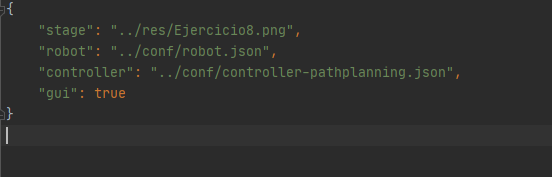 {
    "stage": "../res/Ejercicio8.png",
    "robot": "../conf/robot.json",
    "controller": "../conf/controller-pathplanning.json",
    "gui": true
}